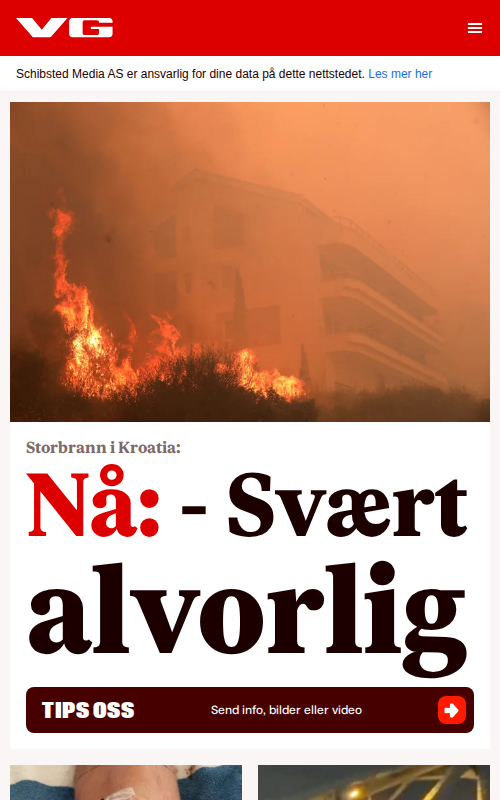 VG
Schibsted Media AS er ansvarlig for dine data på dette nettstedet. Les mer her
Storbrann i Kroatia:
Nå: - Svært
alvorlig
TIPS OSS
Send info, bilder eller video